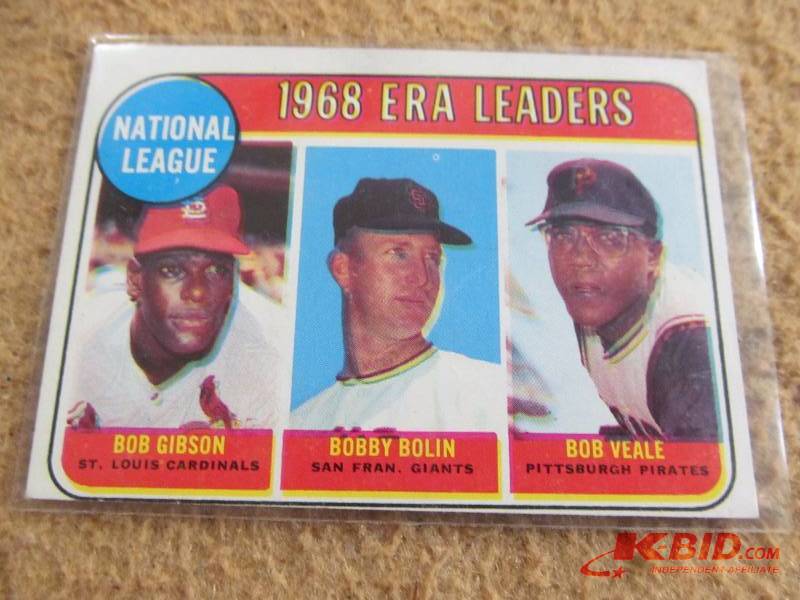 1968 ERA LEADERS
NATIONAL
LEAGUE
BOB GIBSON
ST. LOUIS CARDINALS
BOBBY BOLIN
SAN FRAN. GIANTS
BOB VEALE
PITTSBURGH PIRATES
K-BID.COM
INDEPENDENT AFFILIATE